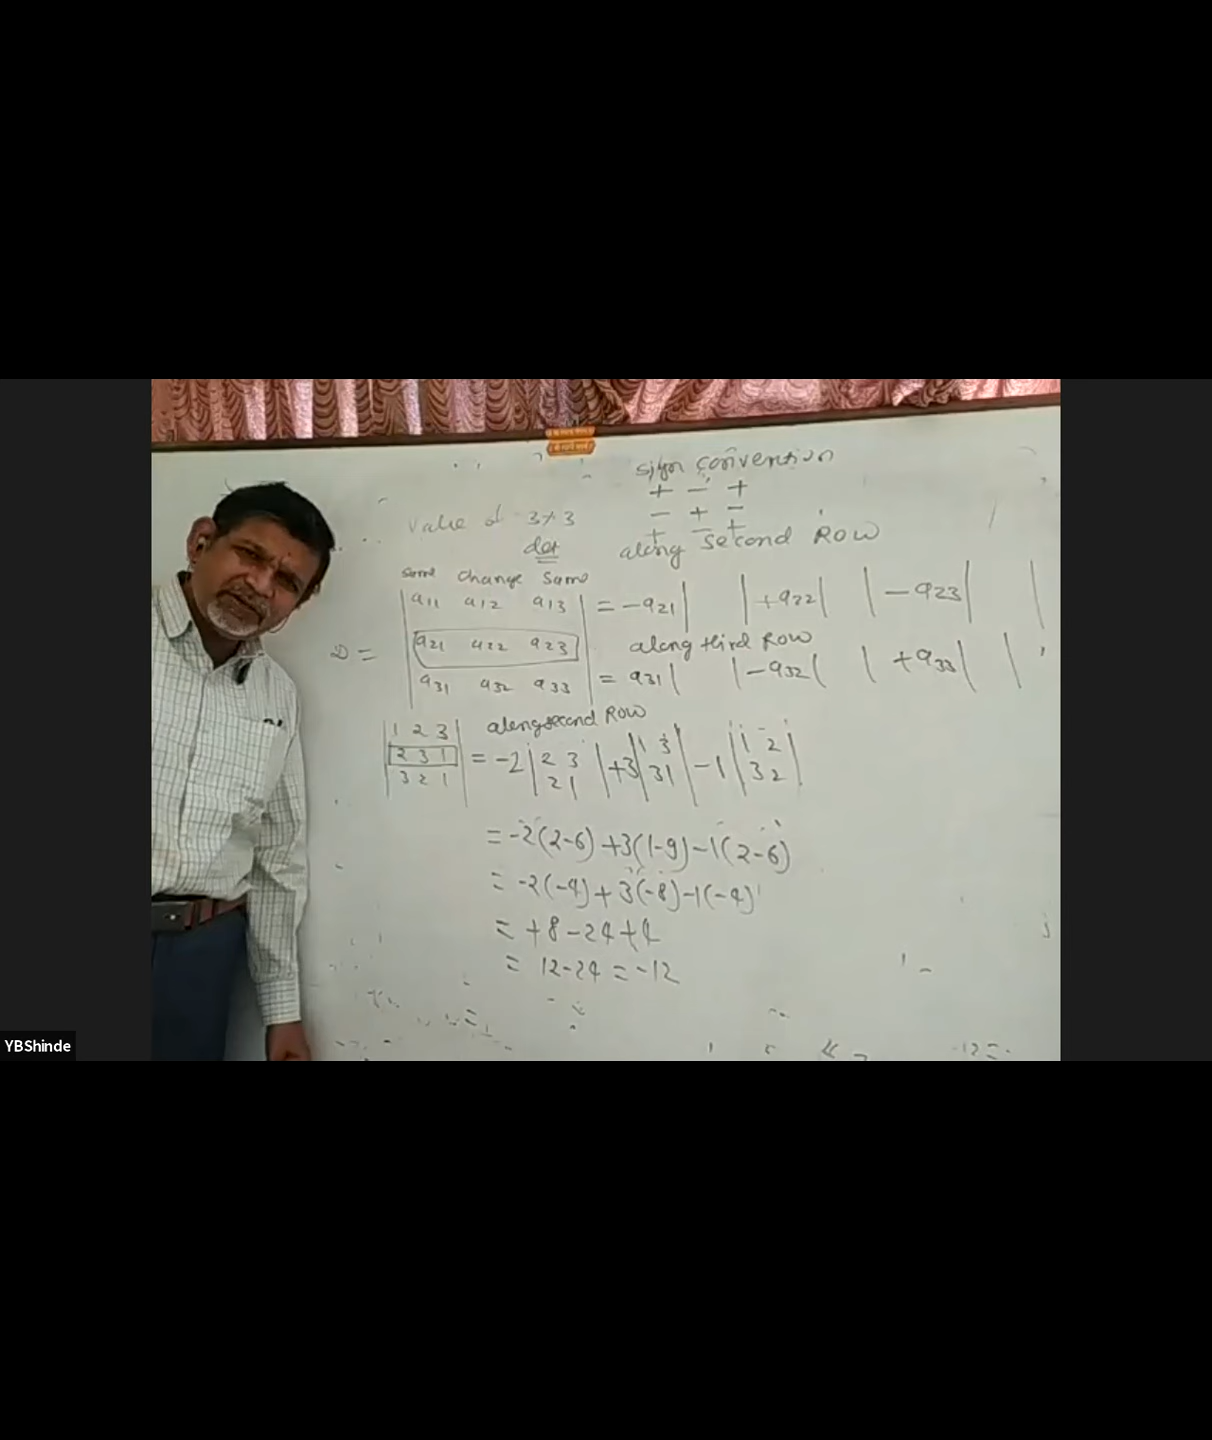 sign convention
+ - +
- + -
+ - +
value of 3×3
det
along second Row
same change same
D = | a11 a12 a13 | = -a21 | | +a22 | | -a23 | |
| a21 a22 a23 | along third Row
| a31 a32 a33 | = a31 | | -a32 | | +a33 | |
along second Row
| 1 2 3 |
| 2 3 1 | = -2 | 2 3 | +3 | 1 3 | -1 | 1 2 |
| 3 2 1 | | 2 1 | | 3 1 | | 3 2 |
= -2(2-6) +3(1-9) -1(2-6)
= -2(-4) + 3(-8) -1(-4)
= +8 -24 +4
= 12-24 = -12
YBShinde